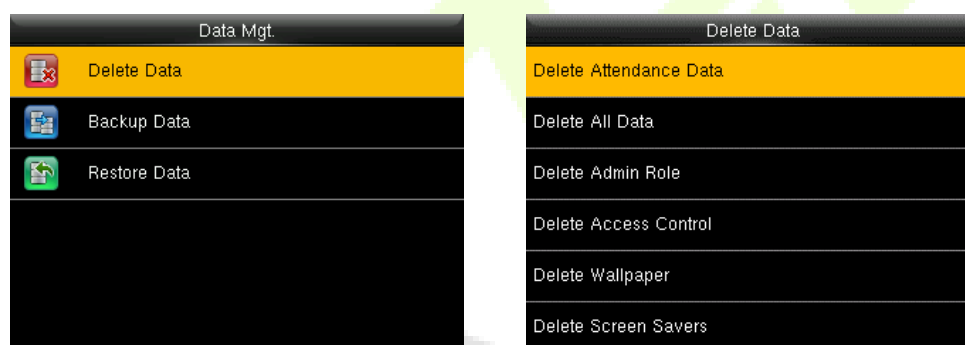 Data Mgt.
Delete Data
Backup Data
Restore Data
Delete Data
Delete Attendance Data
Delete All Data
Delete Admin Role
Delete Access Control
Delete Wallpaper
Delete Screen Savers